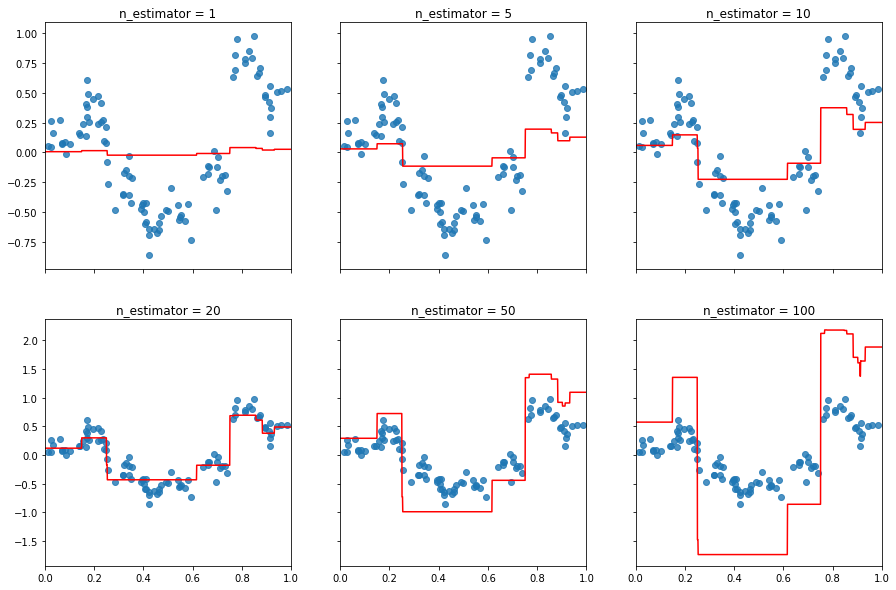 n_estimator = 1
n_estimator = 5
n_estimator = 10
1.00
0.75
0.50
0.25
0.00
−0.25
−0.50
−0.75
n_estimator = 20
n_estimator = 50
n_estimator = 100
2.0
1.5
1.0
0.5
0.0
−0.5
−1.0
−1.5
0.0 0.2 0.4 0.6 0.8 1.0
0.0 0.2 0.4 0.6 0.8 1.0
0.0 0.2 0.4 0.6 0.8 1.0